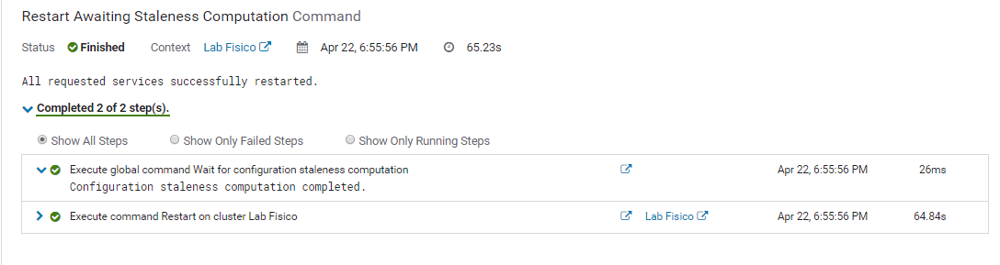 Restart Awaiting Staleness Computation Command
Status Finished Context Lab Fisico Apr 22, 6:55:56 PM 65.23s
All requested services successfully restarted.
Completed 2 of 2 step(s).
Show All Steps Show Only Failed Steps Show Only Running Steps
Execute global command Wait for configuration staleness computation Apr 22, 6:55:56 PM 26ms
Configuration staleness computation completed.
Execute command Restart on cluster Lab Fisico Lab Fisico Apr 22, 6:55:56 PM 64.84s